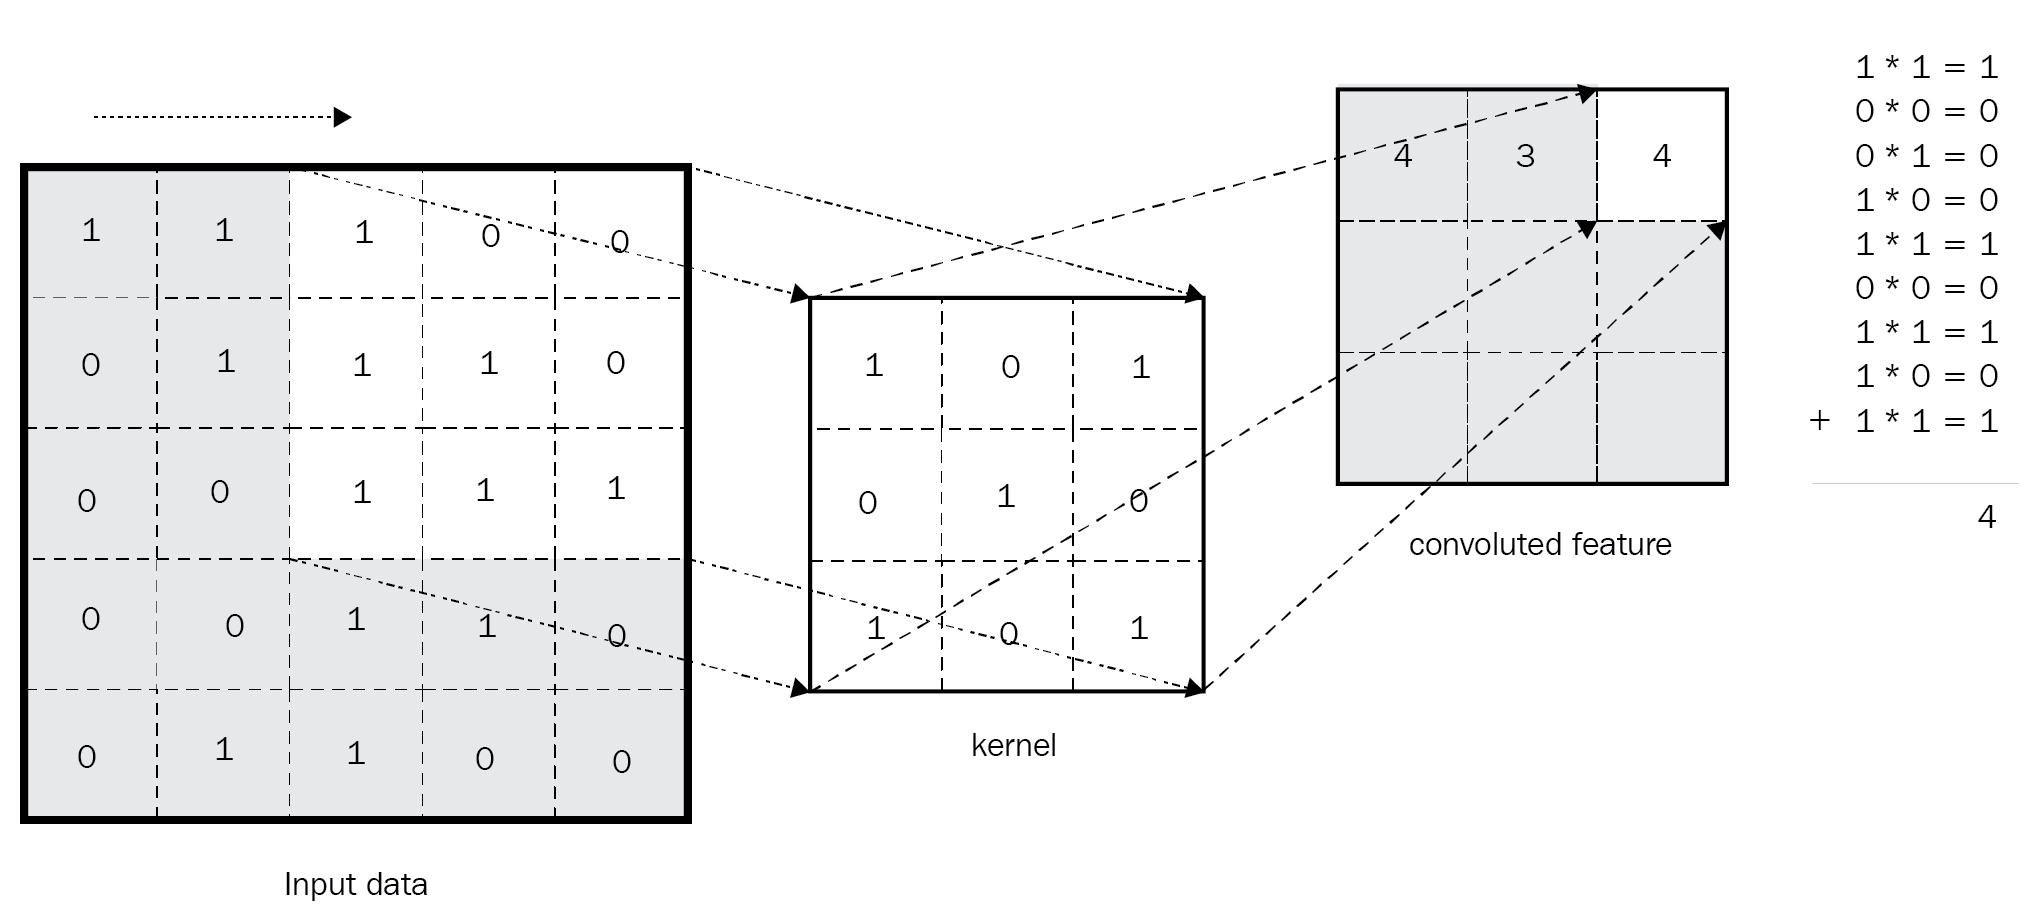 1 1 1 0 0
0 1 1 1 0
0 0 1 1 1
0 0 1 1 0
0 1 1 0 0
Input data
1 0 1
0 1 0
1 0 1
kernel
4 3 4
convoluted feature
1 * 1 = 1
0 * 0 = 0
0 * 1 = 0
1 * 0 = 0
1 * 1 = 1
0 * 0 = 0
1 * 1 = 1
1 * 0 = 0
+ 1 * 1 = 1
4